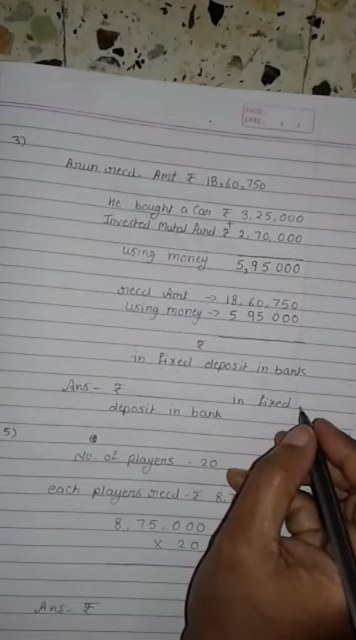 DATE:
3)
Arun recd. Amt ₹ 18,60,750
He bought a Car ₹ 3,25,000
+
Invested Mutal Fund ₹ 2,70,000
using money 5,95000
recd Amt → 18,60,750
using money → 5 95 000
₹
in fixed deposit in bank
Ans - ₹ in fixed
deposit in bank
5)
No. of players - 20
each players recd - ₹ 8,7
8,75,000
× 20
Ans - ₹